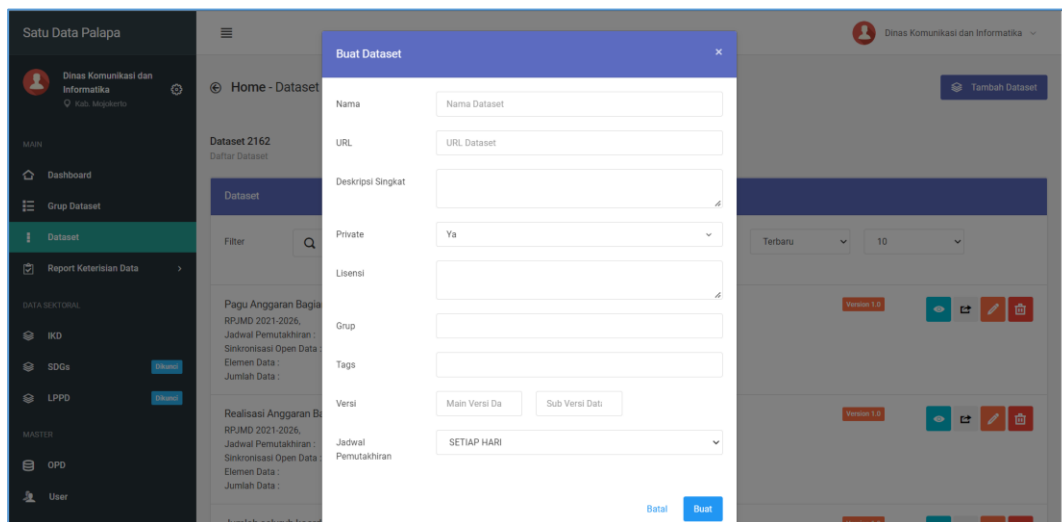 Satu Data Palapa
Dinas Komunikasi dan Informatika
Dinas Komunikasi dan
Informatika
Kab. Mojokerto
MAIN
Dashboard
Grup Dataset
Dataset
Report Keterisian Data
DATA SEKTORAL
IKD
SDGs
Dikunci
LPPD
Dikunci
MASTER
OPD
User
Home - Dataset
Tambah Dataset
Dataset 2162
Daftar Dataset
Dataset
Filter
Terbaru
10
Pagu Anggaran Bagia
RPJMD 2021-2026,
Jadwal Pemutakhiran :
Sinkronisasi Open Data :
Elemen Data :
Jumlah Data :
Version 1.0
Realisasi Anggaran Ba
RPJMD 2021-2026,
Jadwal Pemutakhiran :
Sinkronisasi Open Data :
Elemen Data :
Jumlah Data :
Version 1.0
Buat Dataset
Nama
Nama Dataset
URL
URL Dataset
Deskripsi Singkat
Private
Ya
Lisensi
Grup
Tags
Versi
Main Versi Da
Sub Versi Dat
Jadwal
Pemutakhiran
SETIAP HARI
Batal
Buat